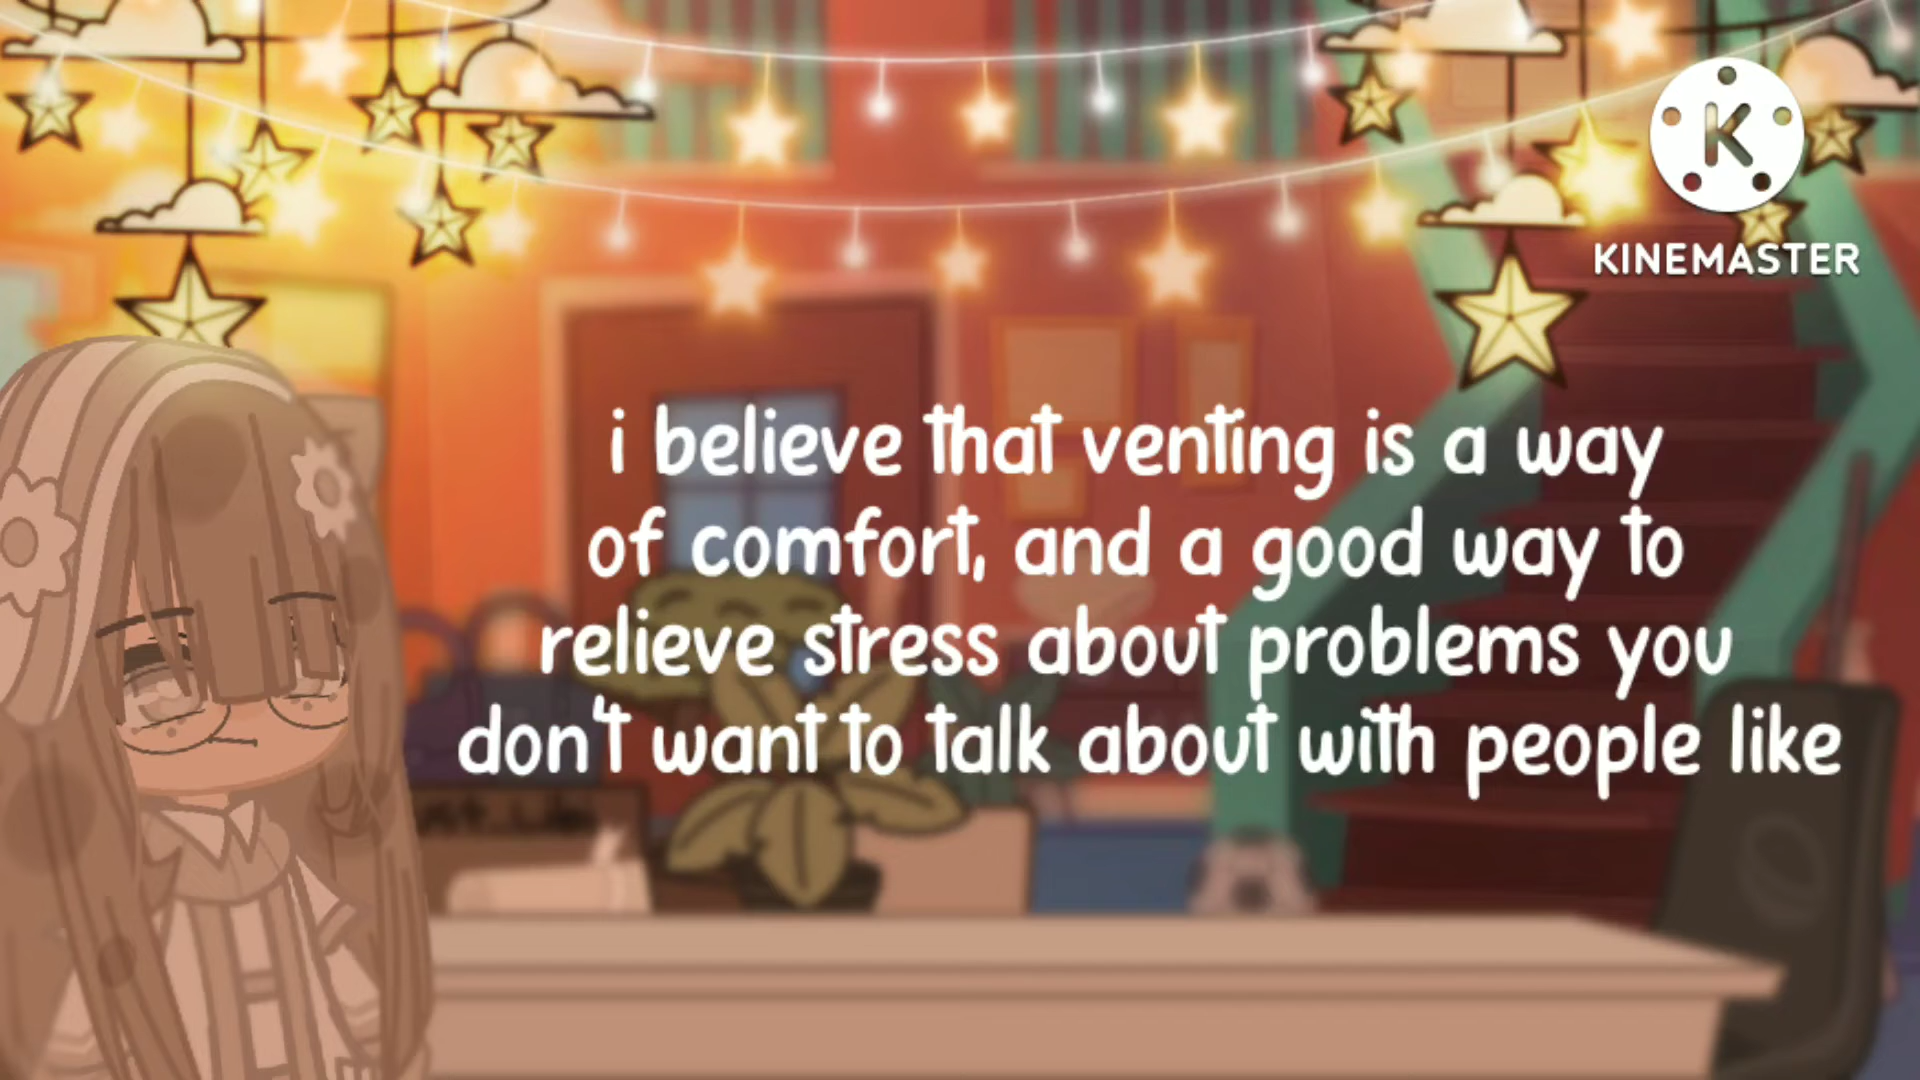 K
KINEMASTER
i believe that venting is a way
of comfort, and a good way to
relieve stress about problems you
don't want to talk about with people like